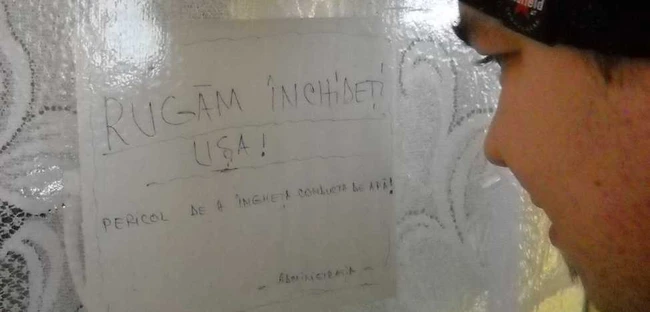 RUGĂM ÎNCHIDEȚI
UȘA!
PERICOL DE A ÎNGHEȚA CONDUCTA DE APĂ!
- ADMINISTRAȚIA -